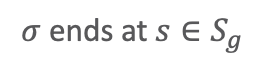 σ ends at s ∈ S_g